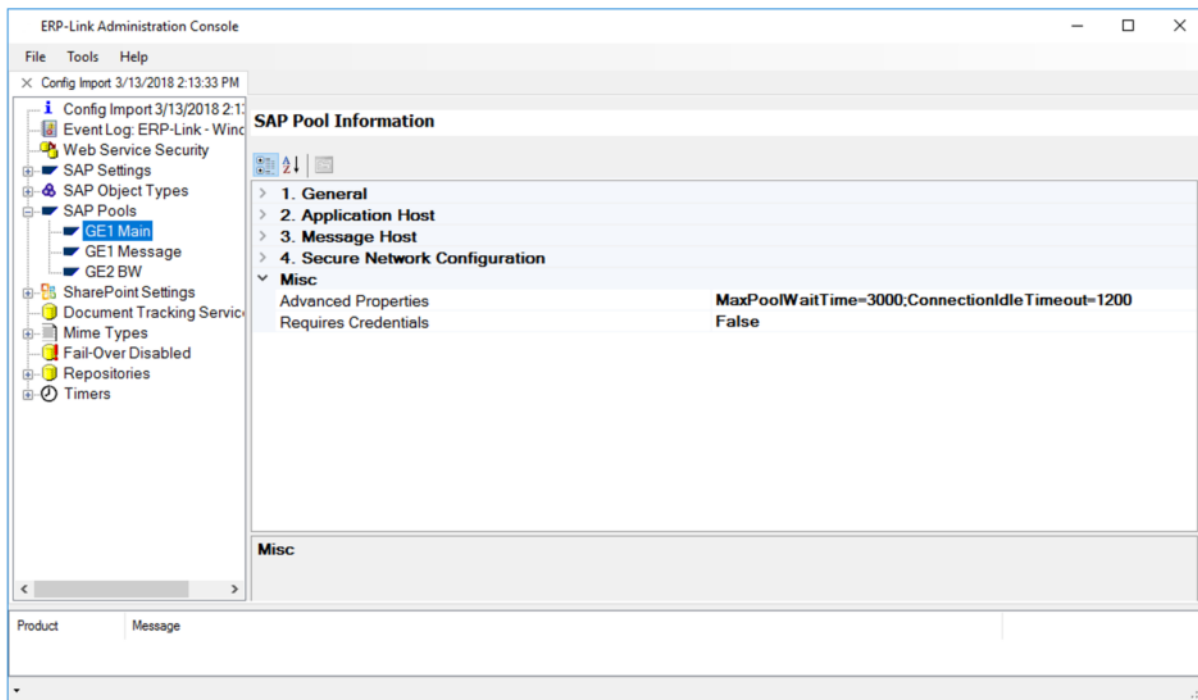 ERP-Link Administration Console
File Tools Help
Config Import 3/13/2018 2:13:33 PM
Config Import 3/13/2018 2:1
Event Log: ERP-Link - Wind
Web Service Security
SAP Settings
SAP Object Types
SAP Pools
GE1 Main
GE1 Message
GE2 BW
SharePoint Settings
Document Tracking Servic
Mime Types
Fail-Over Disabled
Repositories
Timers
SAP Pool Information
1. General
2. Application Host
3. Message Host
4. Secure Network Configuration
Misc
Advanced Properties MaxPoolWaitTime=3000;ConnectionIdleTimeout=1200
Requires Credentials False
Misc
Product Message